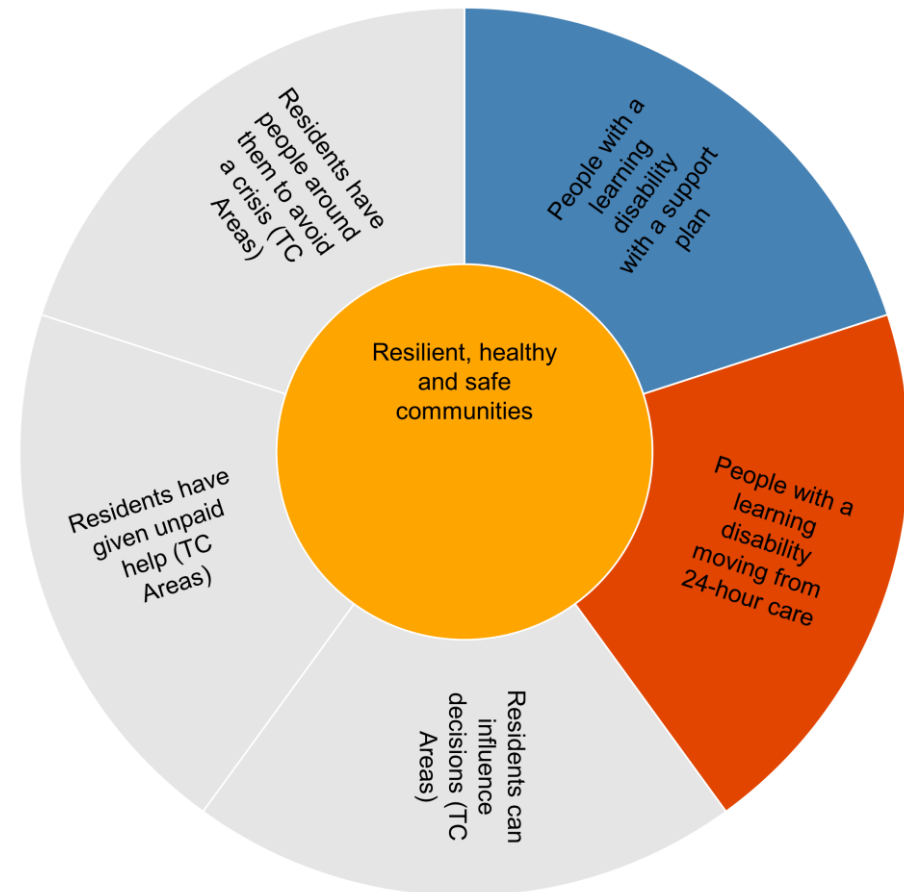 Resilient, healthy
and safe
communities
People with a
learning
disability
with a support
plan
People with a
learning
disability
moving from
24-hour care
Residents can
influence
decisions (TC
Areas)
Residents have
given unpaid
help (TC
Areas)
Residents have
people around
them to avoid
a crisis (TC
Areas)